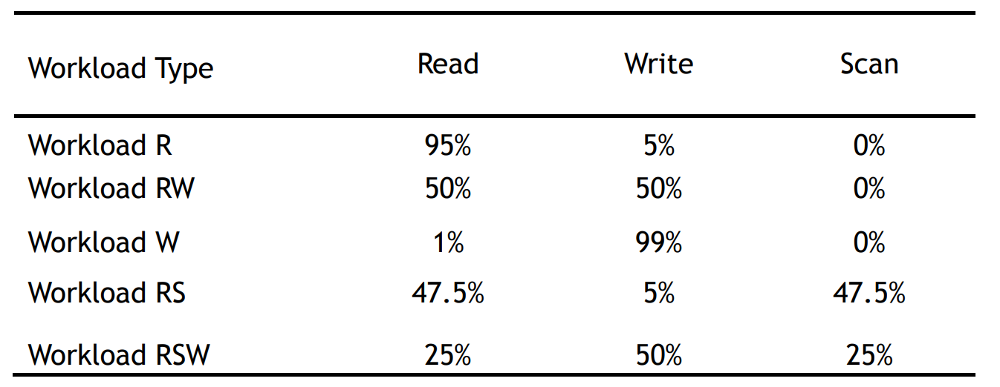 Workload Type Read Write Scan
Workload R 95% 5% 0%
Workload RW 50% 50% 0%
Workload W 1% 99% 0%
Workload RS 47.5% 5% 47.5%
Workload RSW 25% 50% 25%